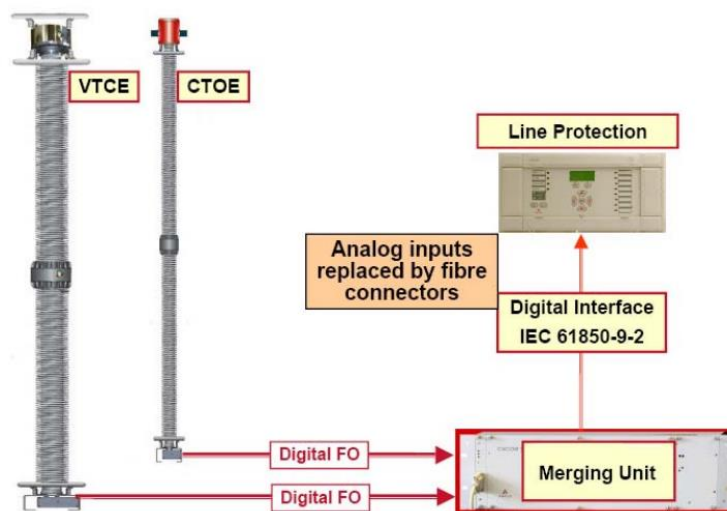 VTCE
CTOE
Line Protection
Analog inputs
replaced by fibre
connectors
Digital Interface
IEC 61850-9-2
Digital FO
Merging Unit
Digital FO